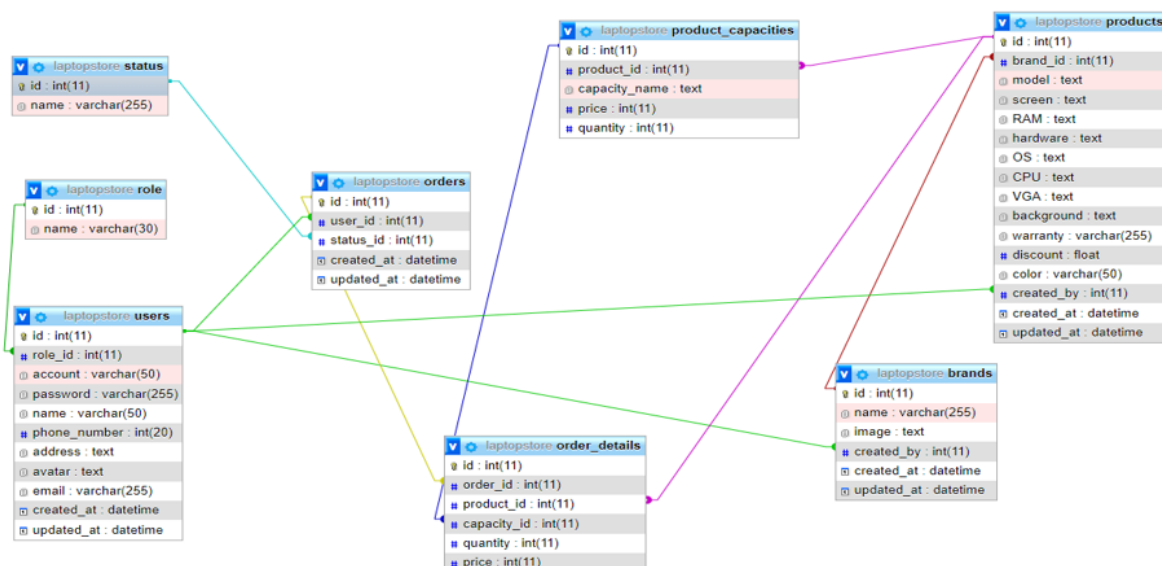 laptopstore status
id : int(11)
name : varchar(255)
laptopstore role
id : int(11)
name : varchar(30)
laptopstore users
id : int(11)
role_id : int(11)
account : varchar(50)
password : varchar(255)
name : varchar(50)
phone_number : int(20)
address : text
avatar : text
email : varchar(255)
created_at : datetime
updated_at : datetime
laptopstore orders
id : int(11)
user_id : int(11)
status_id : int(11)
created_at : datetime
updated_at : datetime
laptopstore order_details
id : int(11)
order_id : int(11)
product_id : int(11)
capacity_id : int(11)
quantity : int(11)
price : int(11)
laptopstore product_capacities
id : int(11)
product_id : int(11)
capacity_name : text
price : int(11)
quantity : int(11)
laptopstore products
id : int(11)
brand_id : int(11)
model : text
screen : text
RAM : text
hardware : text
OS : text
CPU : text
VGA : text
background : text
warranty : varchar(255)
discount : float
color : varchar(50)
created_by : int(11)
created_at : datetime
updated_at : datetime
laptopstore brands
id : int(11)
name : varchar(255)
image : text
created_by : int(11)
created_at : datetime
updated_at : datetime